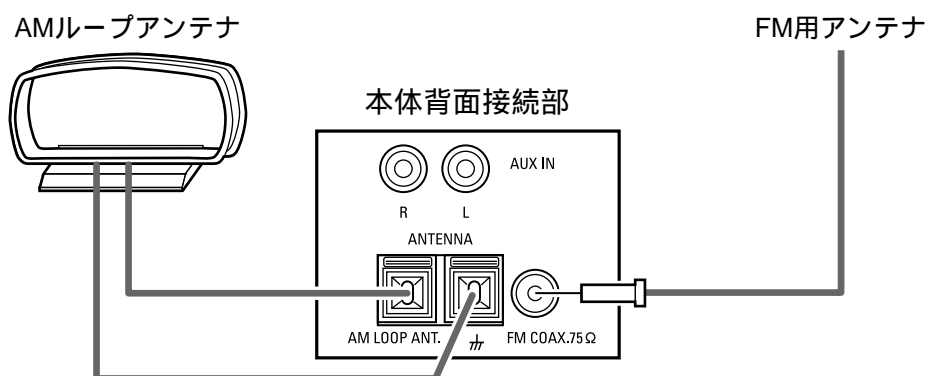 AMループアンテナ
FM用アンテナ
本体背面接続部
AUX IN
R L
ANTENNA
AM LOOP ANT.
FM COAX.75Ω